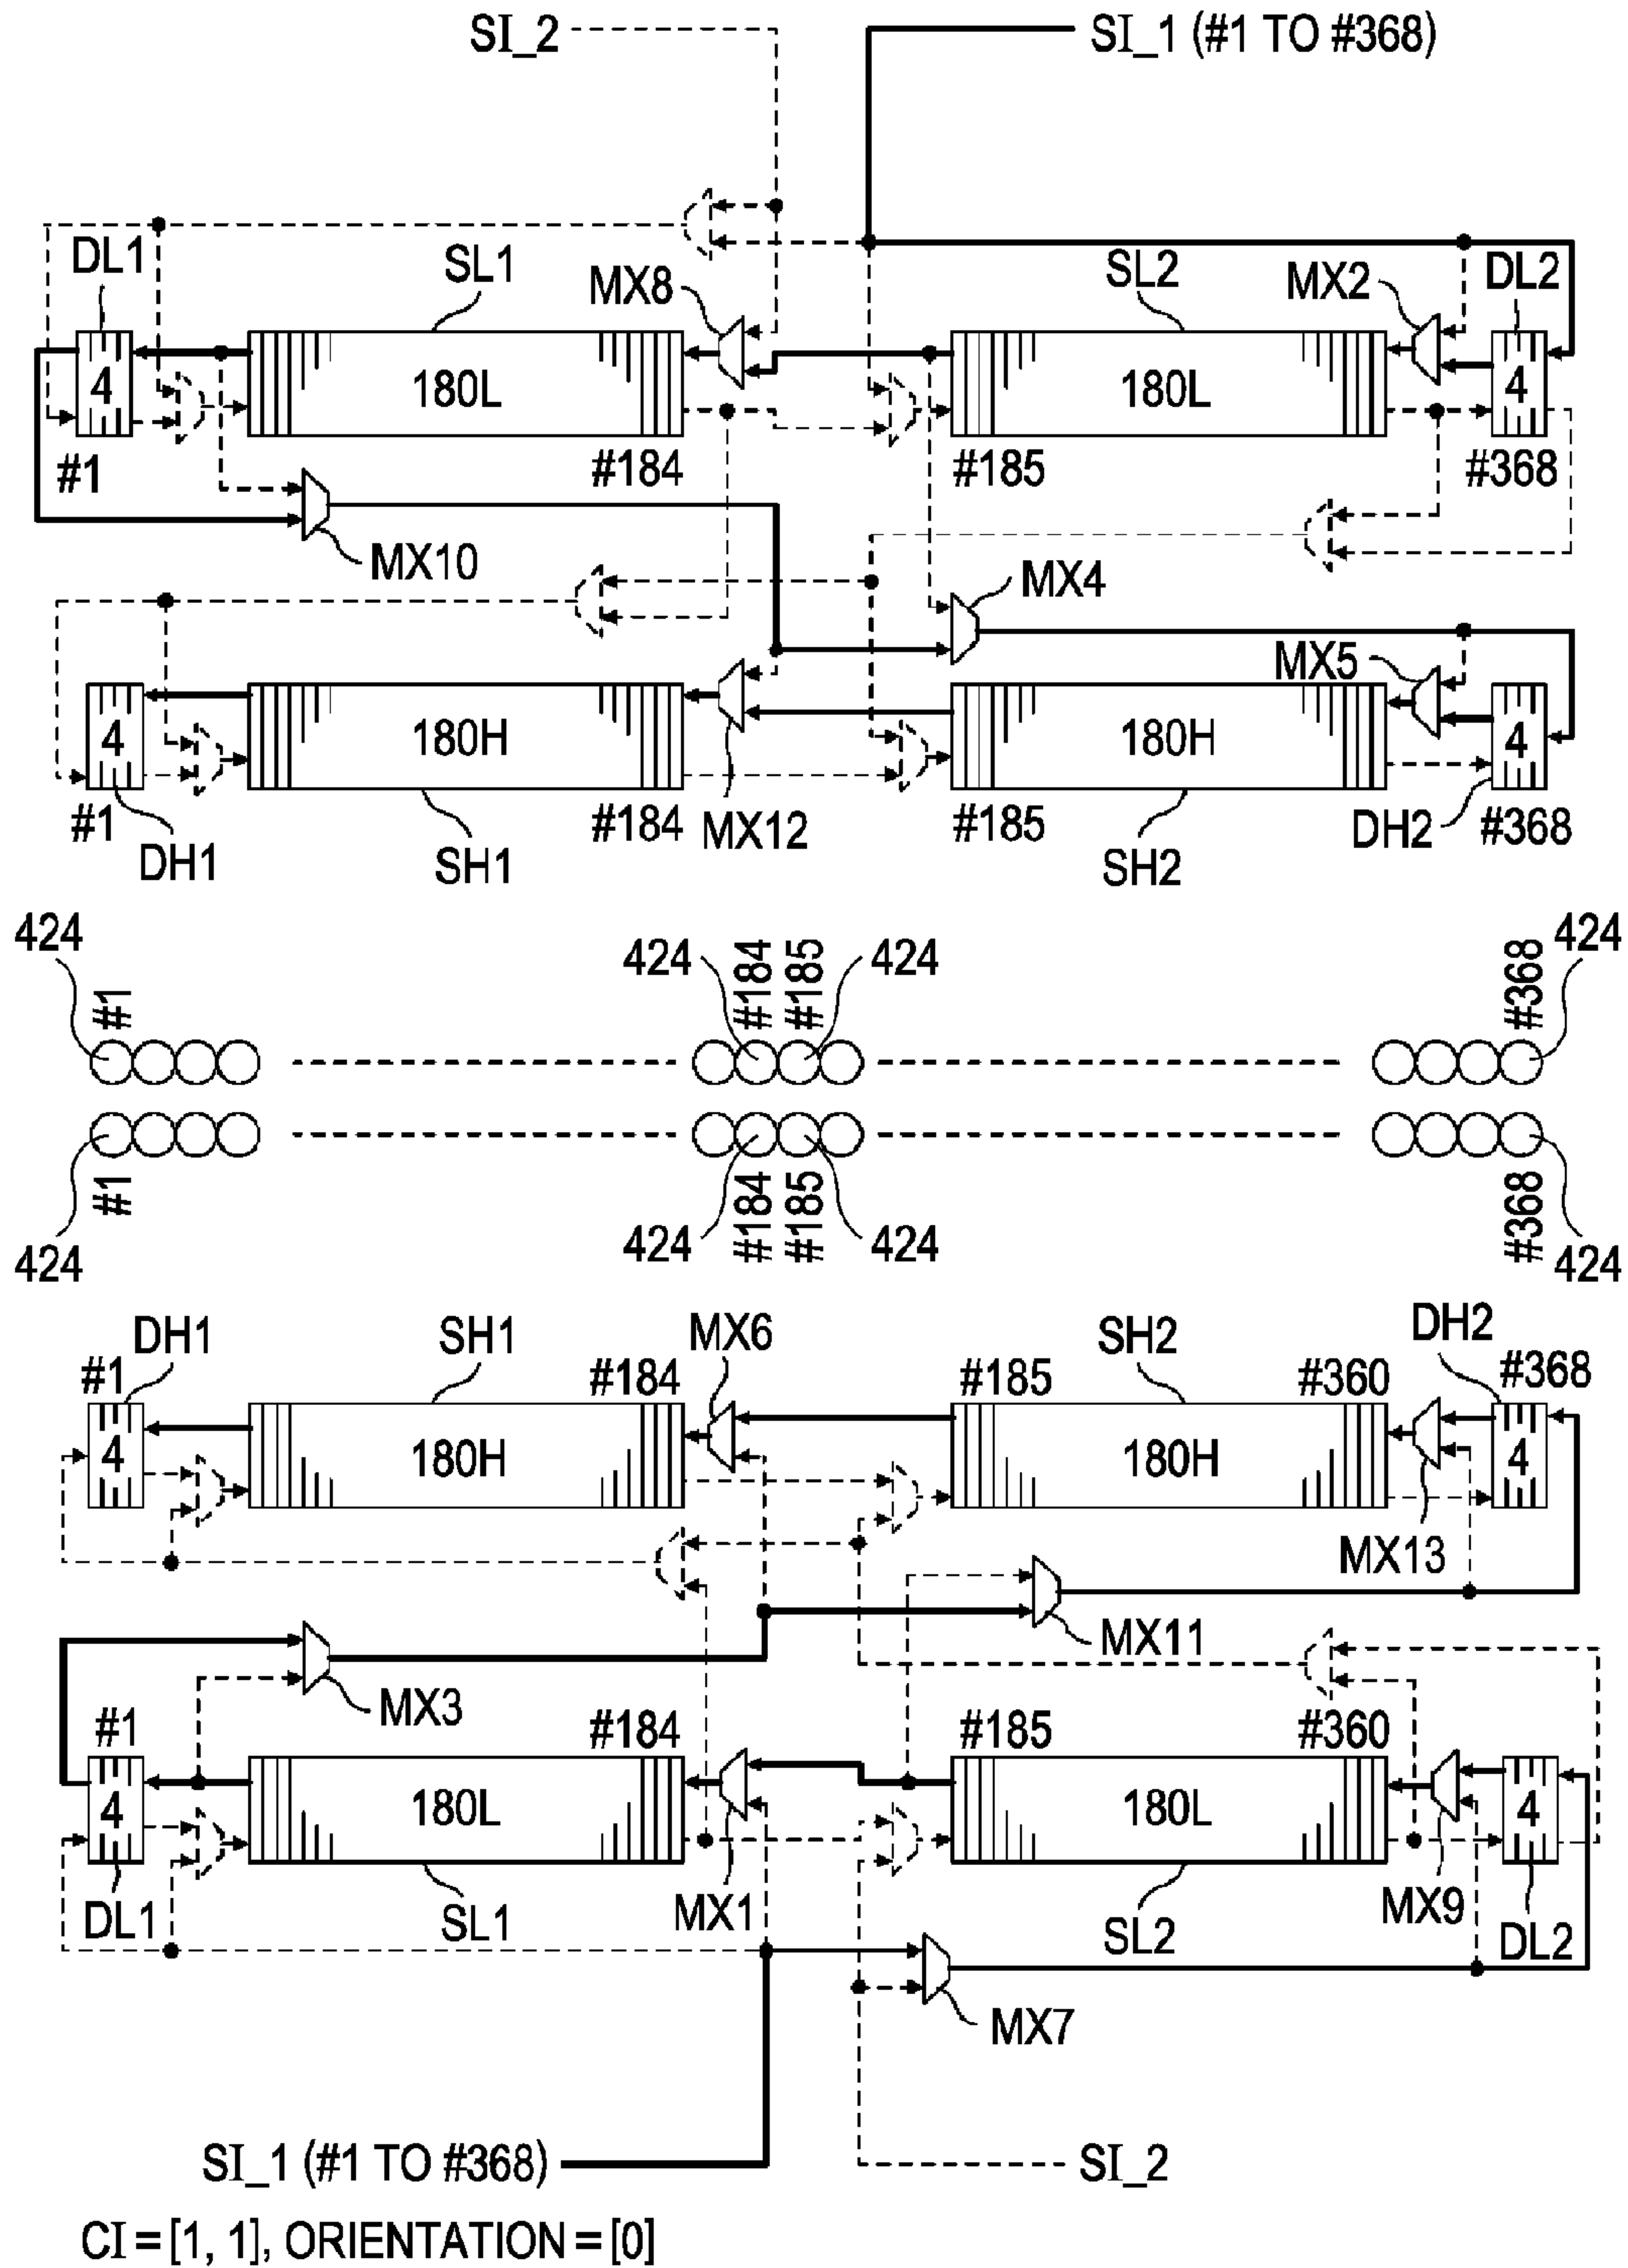 SI_2
SI_1 (#1 TO #368)
DL1
SL1
MX8
SL2
MX2
DL2
4
180L
180L
4
#1
#184
#185
#368
MX10
MX4
MX5
4
180H
180H
4
#1
#184
MX12
#185
DH2
#368
DH1
SH1
SH2
424
#1
424
#184
#185
424
#368
424
424
#1
424
#184
#185
424
#368
424
DH1
SH1
MX6
SH2
DH2
#1
#184
#185
#360
#368
4
180H
180H
4
MX13
MX11
MX3
#1
#184
#185
#360
4
180L
180L
4
DL1
SL1
MX1
SL2
MX9
DL2
MX7
SI_1 (#1 TO #368)
SI_2
CI = [1, 1], ORIENTATION = [0]